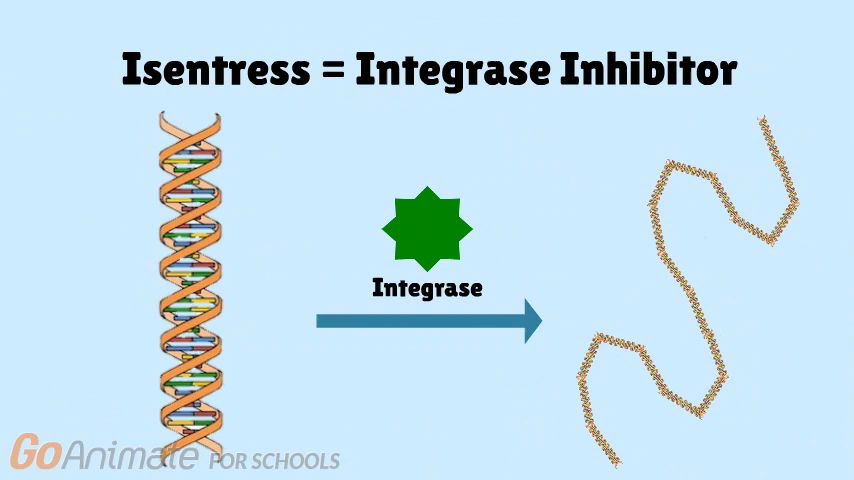 Isentress = Integrase Inhibitor
Integrase
GoAnimate FOR SCHOOLS